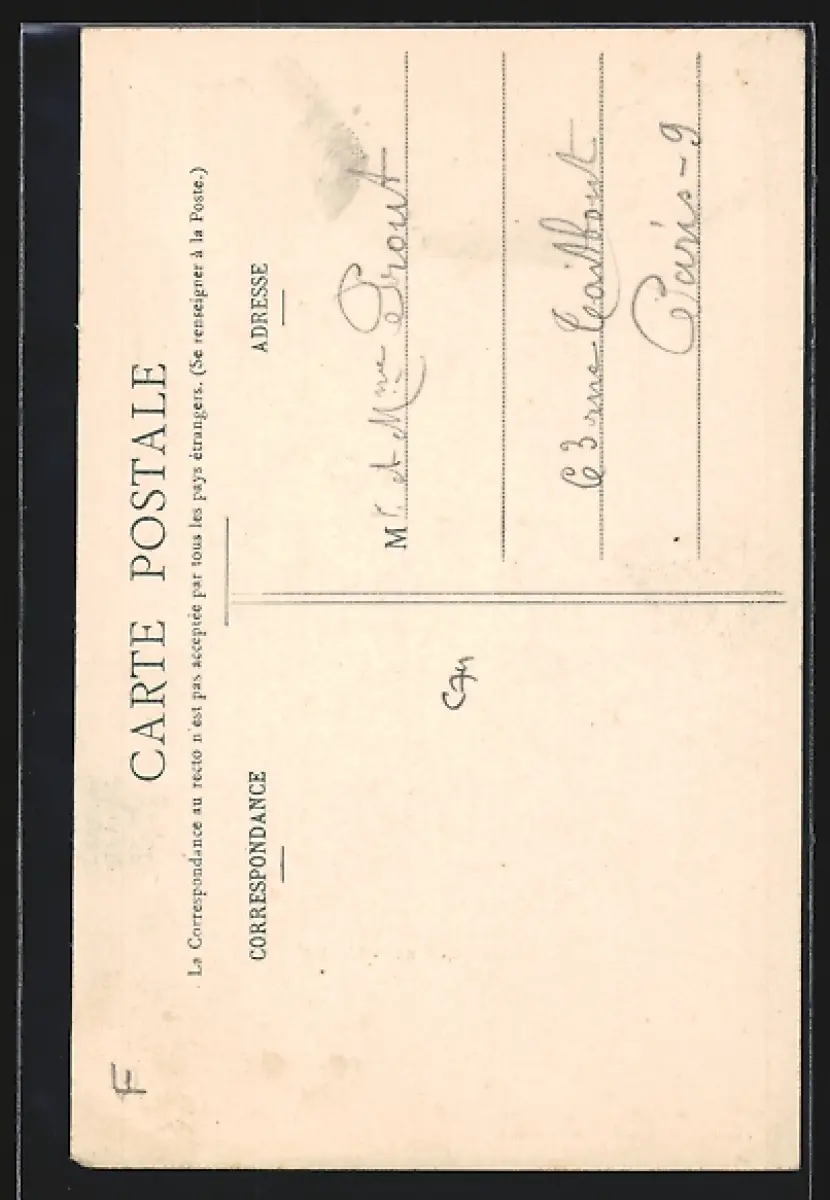 CARTE POSTALE
La Correspondance au recto n'est pas acceptée par tous les pays étrangers. (Se renseigner à la Poste.)
CORRESPONDANCE
ADRESSE
Mr. et Mme Prout
63 rue Taitbout
Paris-9
F